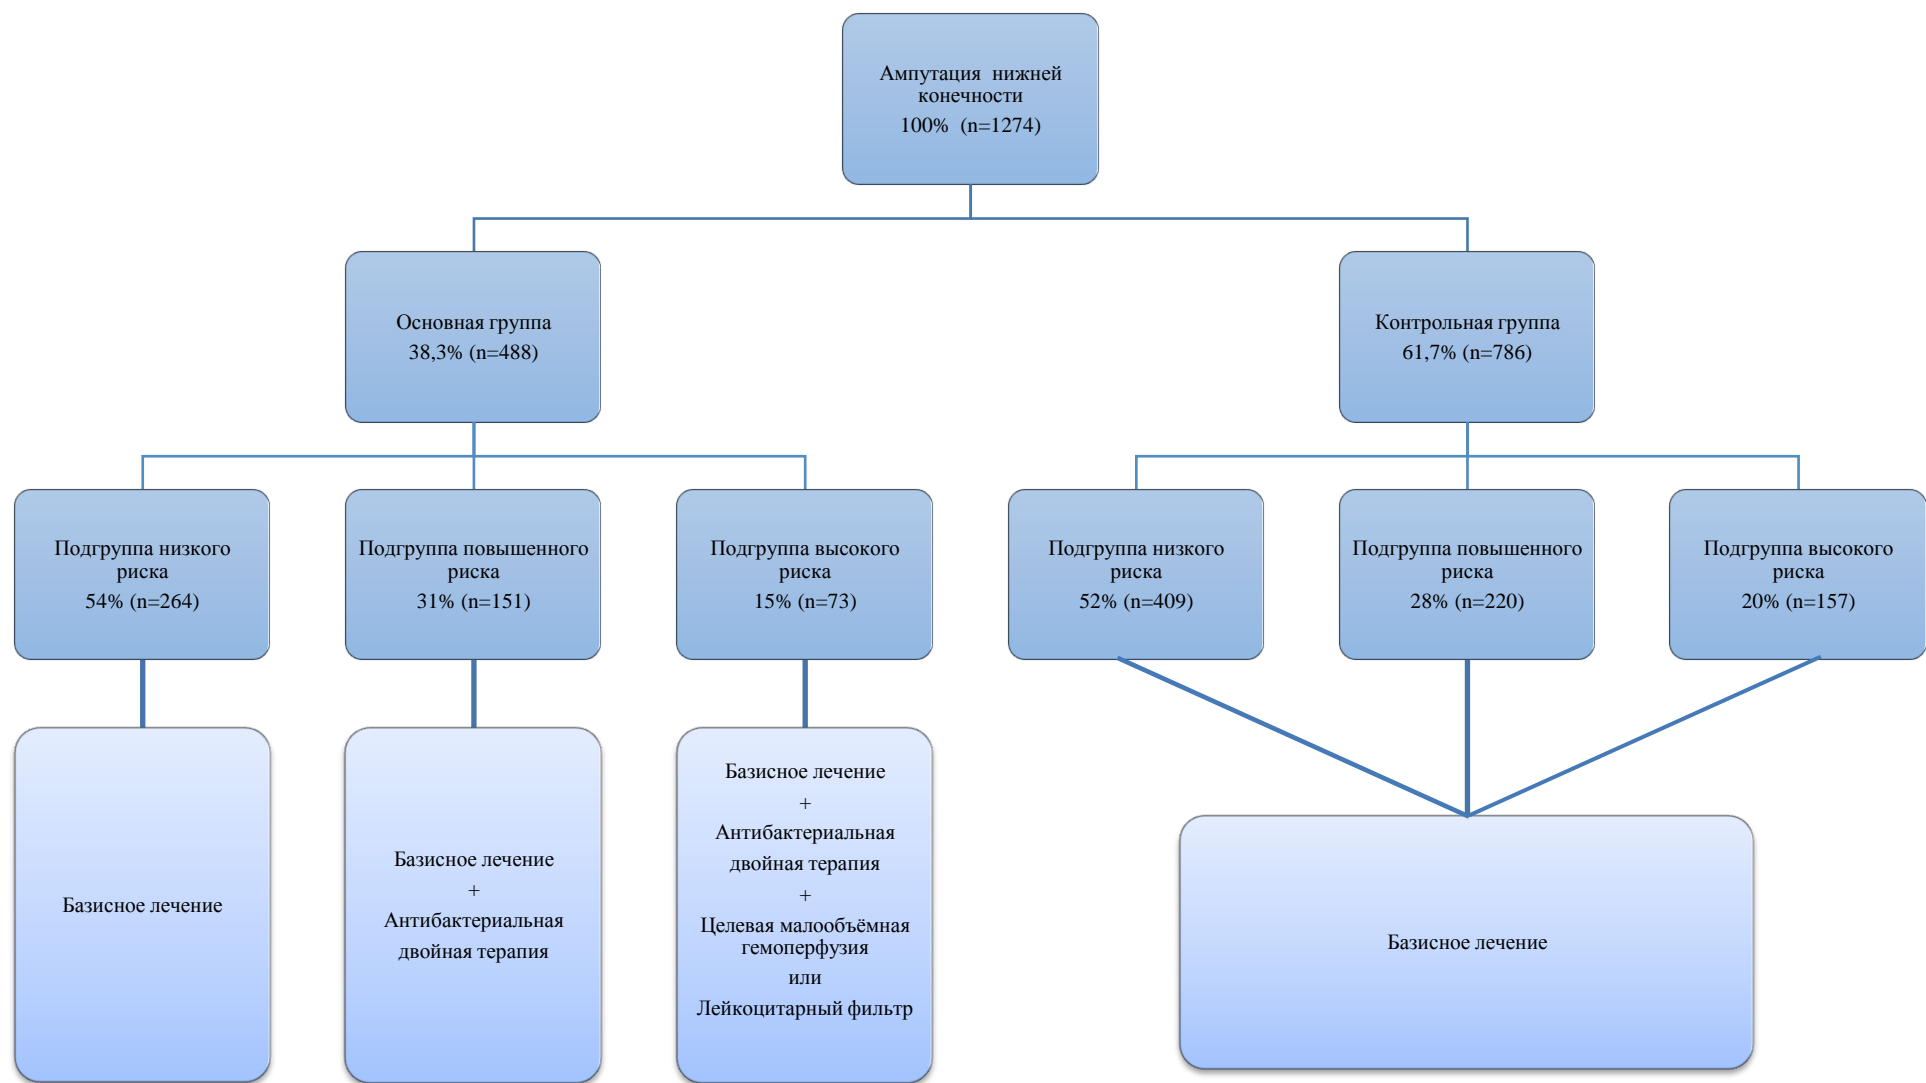 Ампутация нижней
конечности
100% (n=1274)
Основная группа
38,3% (n=488)
Контрольная группа
61,7% (n=786)
Подгруппа низкого
риска
54% (n=264)
Подгруппа повышенного
риска
31% (n=151)
Подгруппа высокого
риска
15% (n=73)
Подгруппа низкого
риска
52% (n=409)
Подгруппа повышенного
риска
28% (n=220)
Подгруппа высокого
риска
20% (n=157)
Базисное лечение
Базисное лечение
+
Антибактериальная
двойная терапия
Базисное лечение
+
Антибактериальная
двойная терапия
+
Целевая малообъёмная
гемоперфузия
или
Лейкоцитарный фильтр
Базисное лечение